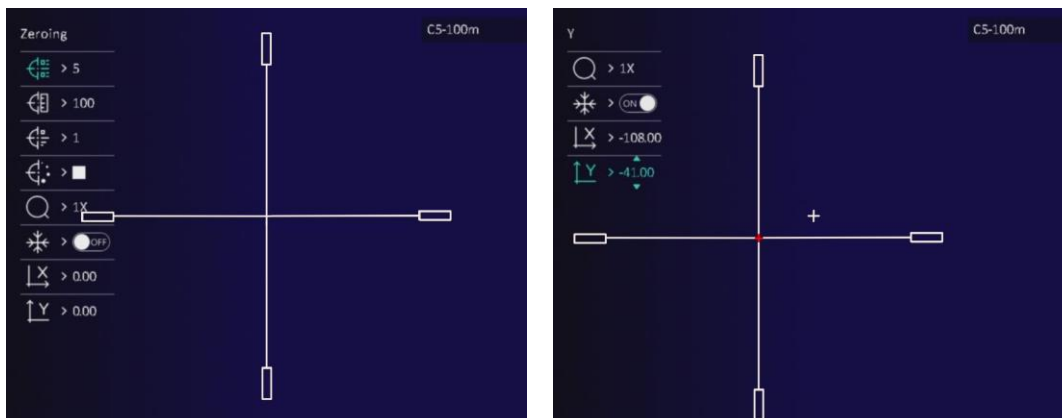 Zeroing
C5-100m
> 5
> 100
> 1
>
> 1X
> OFF
X > 0.00
Y > 0.00
Y
C5-100m
> 1X
> ON
X > -108.00
Y > -41.00